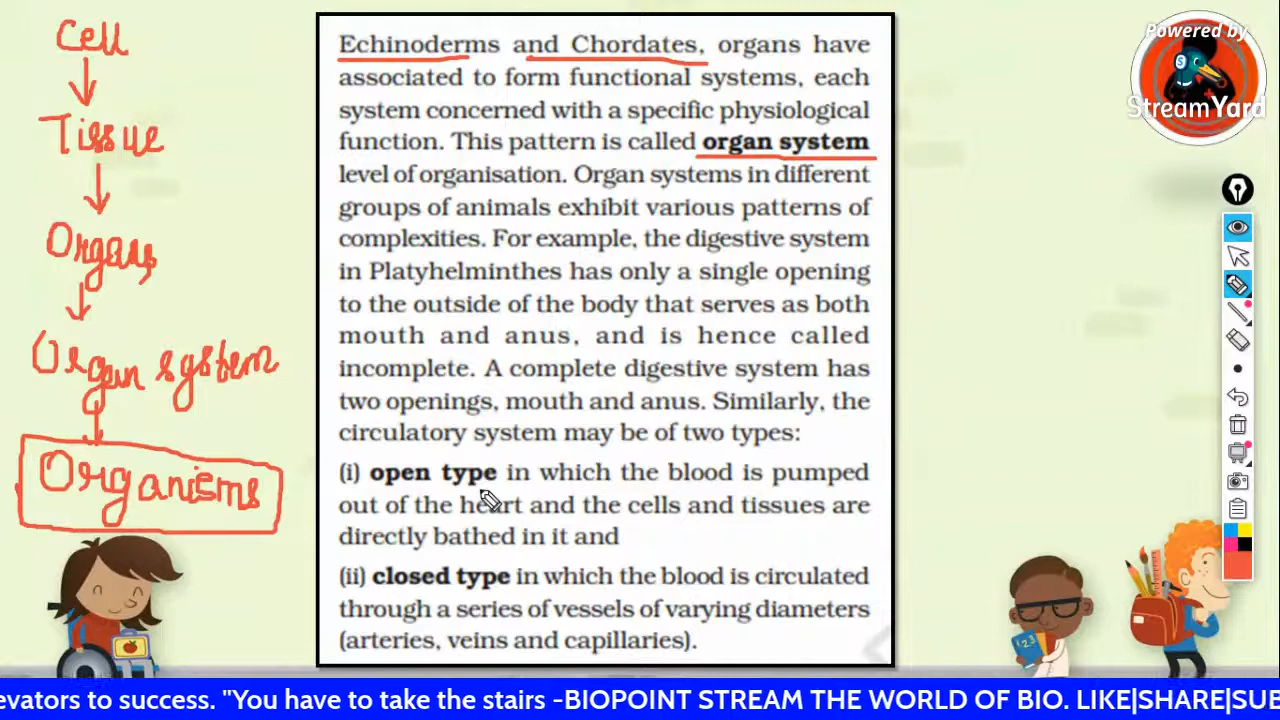 Cell
Tissue
Organs
Organ system
Organisms
Echinoderms and Chordates, organs have
associated to form functional systems, each
system concerned with a specific physiological
function. This pattern is called organ system
level of organisation. Organ systems in different
groups of animals exhibit various patterns of
complexities. For example, the digestive system
in Platyhelminthes has only a single opening
to the outside of the body that serves as both
mouth and anus, and is hence called
incomplete. A complete digestive system has
two openings, mouth and anus. Similarly, the
circulatory system may be of two types:
(i) open type in which the blood is pumped
out of the heart and the cells and tissues are
directly bathed in it and
(ii) closed type in which the blood is circulated
through a series of vessels of varying diameters
(arteries, veins and capillaries).
Powered by
StreamYard
evators to success. "You have to take the stairs -BIOPOINT STREAM THE WORLD OF BIO. LIKE|SHARE|SUB